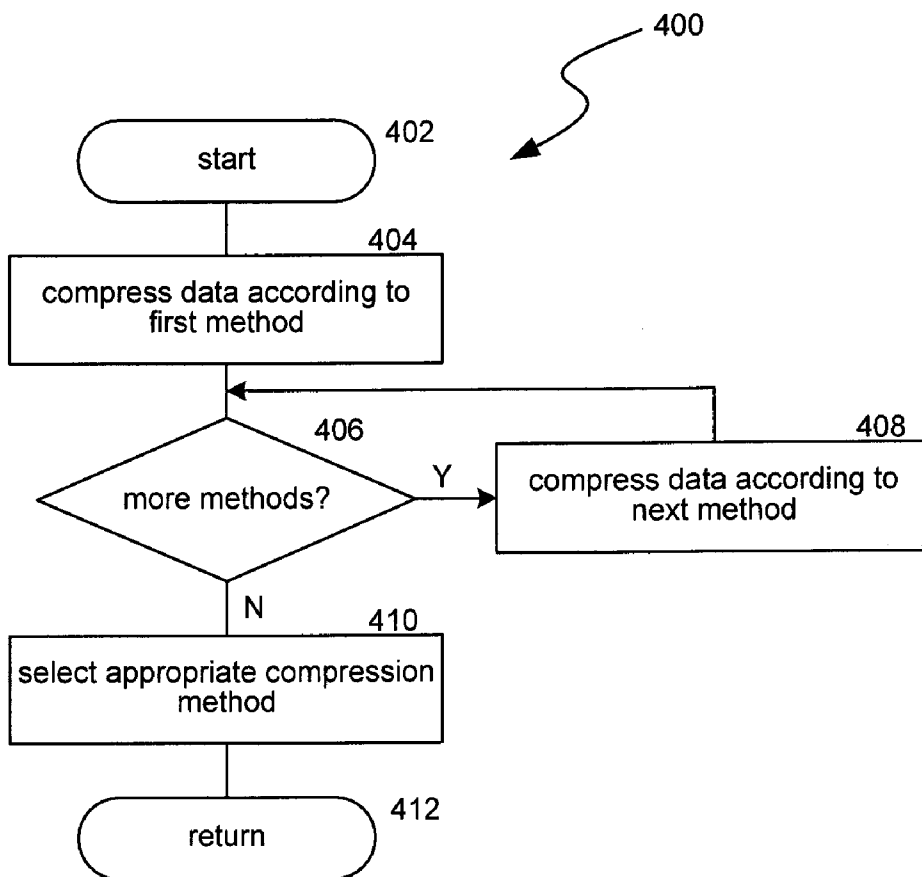 400
402
start
404
compress data according to
first method
406
more methods?
Y
408
compress data according to
next method
N
410
select appropriate compression
method
412
return